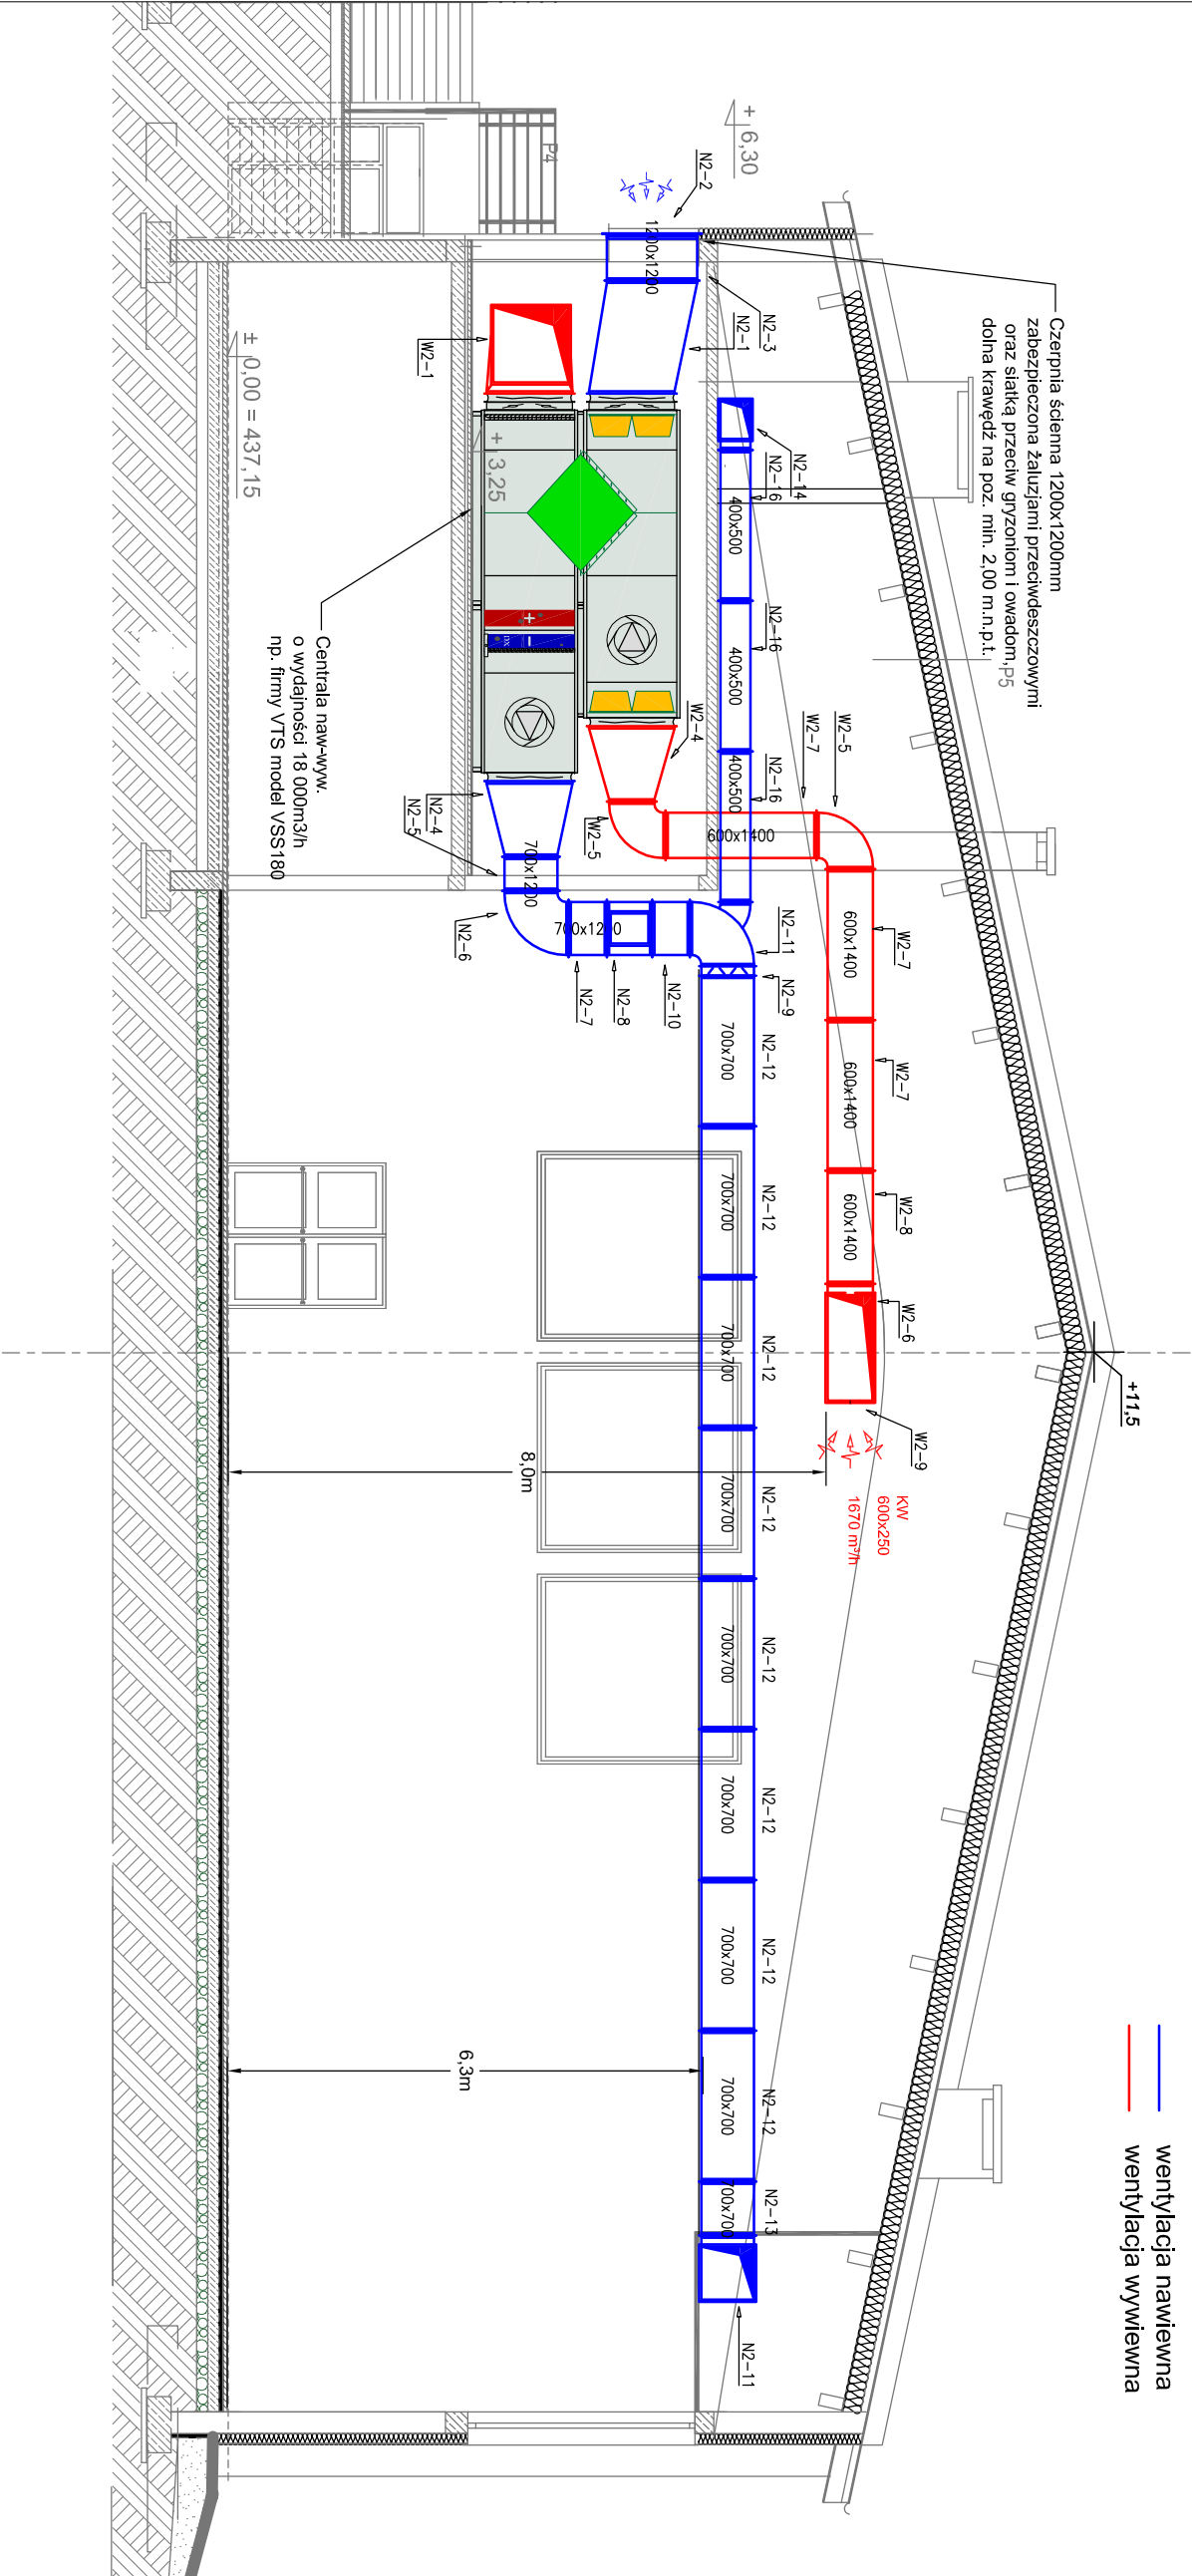 wentylacja nawiewna
wentylacja wywiewna
+11,5
Czerpnia ścienna 1200x1200mm
zabezpieczona żaluzjami przeciwdeszczowymi
oraz siatką przeciw gryzoniom i owadom,
dolna krawędź na poz. min. 2,00 m.n.p.t.
P5
+ 6,30
P4
N2-2
1200x1200
N2-3
N2-1
W2-1
N2-14
N2-16
400x500
N2-16
400x500
N2-16
400x500
W2-5
W2-7
W2-4
W2-5
600x1400
W2-7
600x1400
W2-7
600x1400
W2-8
600x1400
W2-6
W2-9
KW
600x250
1670 m³/h
+ 3,25
+
−
DX
± 0,00 = 437,15
Centrala naw-wyw.
o wydajności 18 000m3/h
np. firmy VTS model VSS180
N2-4
N2-5
700x1200
N2-6
700x1200
N2-7
N2-8
N2-10
N2-11
N2-9
N2-12
700x700
N2-12
700x700
N2-12
700x700
N2-12
700x700
N2-12
700x700
N2-12
700x700
N2-12
700x700
N2-12
700x700
N2-13
700x700
N2-11
8,0m
6,3m